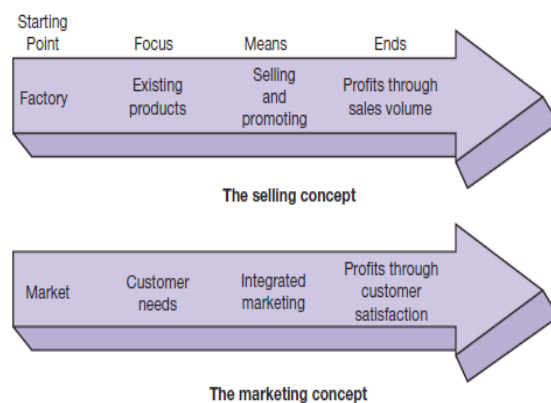 Starting
Point Focus Means Ends
Factory
Existing
products
Selling
and
promoting
Profits through
sales volume
The selling concept
Market
Customer
needs
Integrated
marketing
Profits through
customer
satisfaction
The marketing concept